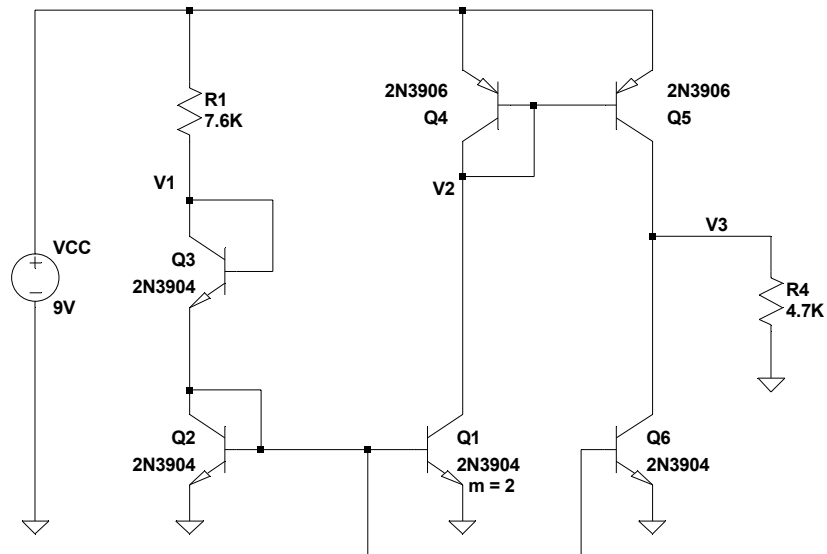 R1
7.6K
2N3906
Q4
2N3906
Q5
V1
V2
V3
VCC
9V
Q3
2N3904
R4
4.7K
Q2
2N3904
Q1
2N3904
m = 2
Q6
2N3904